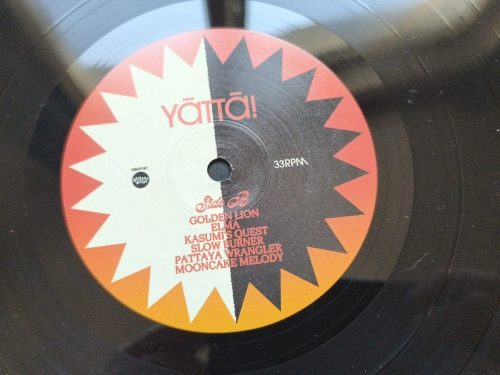 YĀTTĀ!
33RPM
Side B
GOLDEN LION
ELMA
KASUMI'S QUEST
SLOW BURNER
PATTAYA WRANGLER
MOONCAKE MELODY